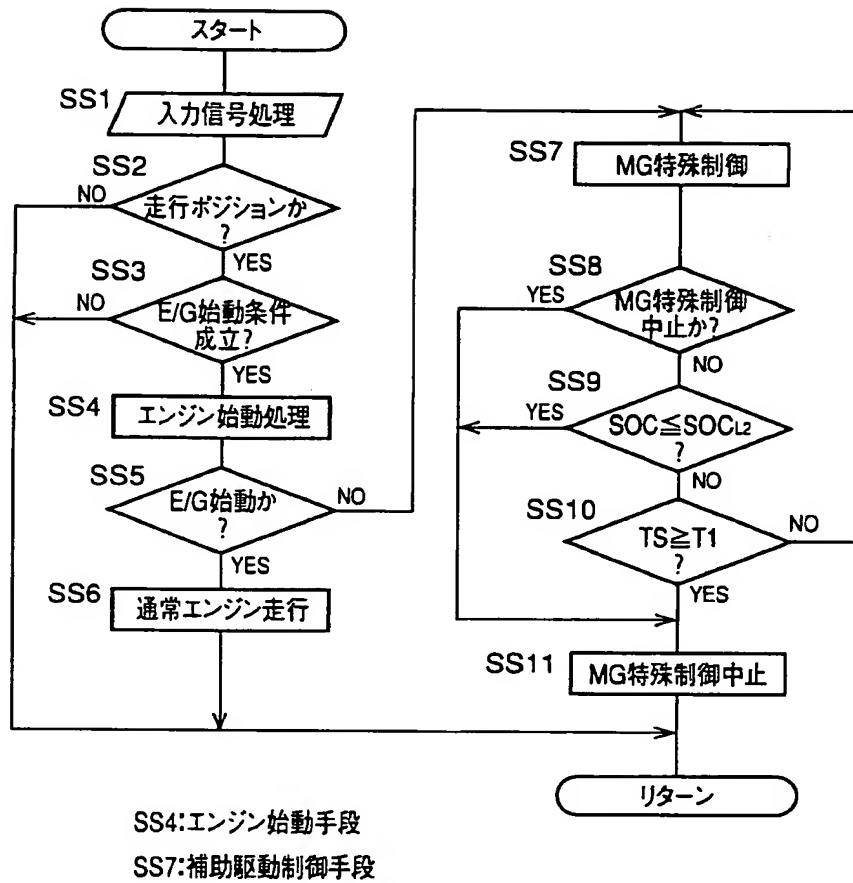 スタート
SS1
入力信号処理
SS2
NO
走行ポジションか
?
YES
SS3
NO
E/G始動条件
成立?
YES
SS4
エンジン始動処理
SS5
E/G始動か
?
NO
YES
SS6
通常エンジン走行
SS7
MG特殊制御
SS8
YES
MG特殊制御
中止か?
NO
SS9
YES
SOC≦SOCL2
?
NO
SS10
TS≧T1
?
NO
YES
SS11
MG特殊制御中止
リターン
SS4:エンジン始動手段
SS7:補助駆動制御手段